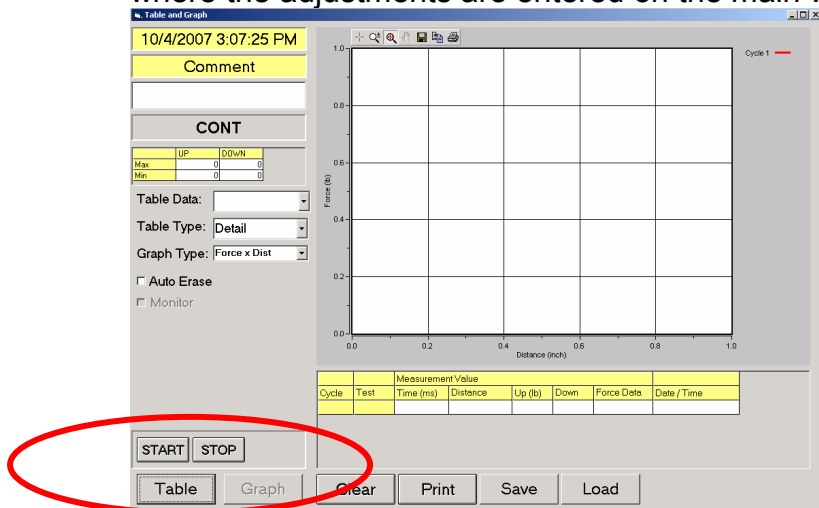 where the adjustments are entered on the main
Table and Graph
10/4/2007 3:07:25 PM
Comment
CONT
UP DOWN
Max 0 0
Min 0 0
Table Data:
Table Type: Detail
Graph Type: Force x Dist
Auto Erase
Monitor
START STOP
Table Graph
Cycle 1
Force (lb)
1.0
0.8
0.6
0.4
0.2
0.0
0.0 0.2 0.4 0.6 0.8 1.0
Distance (inch)
Measurement Value
Cycle Test Time (ms) Distance Up (lb) Down Force Data Date / Time
Clear Print Save Load